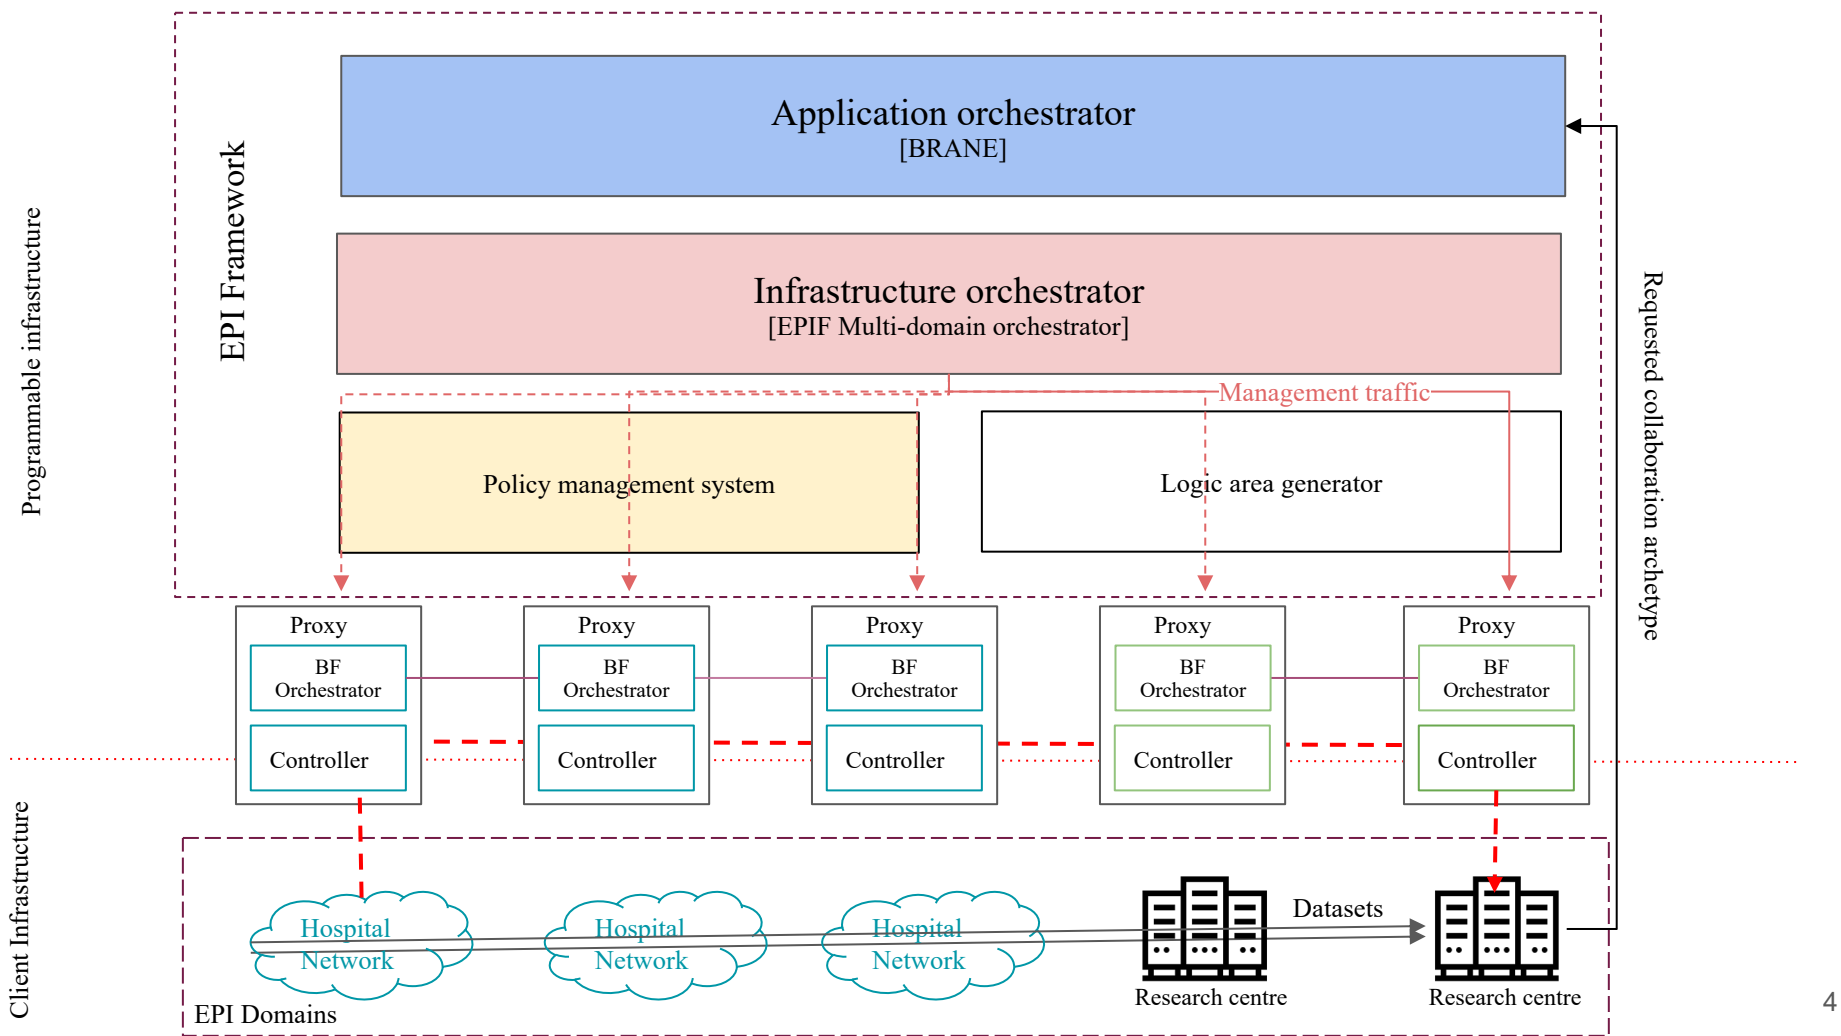 Application orchestrator
[BRANE]
EPI Framework
Programmable infrastructure
Infrastructure orchestrator
[EPIF Multi-domain orchestrator]
Requested collaboration archetype
Management traffic
Policy management system
Logic area generator
Proxy
BF
Orchestrator
Controller
Proxy
BF
Orchestrator
Controller
Proxy
BF
Orchestrator
Controller
Proxy
BF
Orchestrator
Controller
Proxy
BF
Orchestrator
Controller
Client Infrastructure
Hospital
Network
Hospital
Network
Hospital
Network
Datasets
Research centre
Research centre
EPI Domains
4